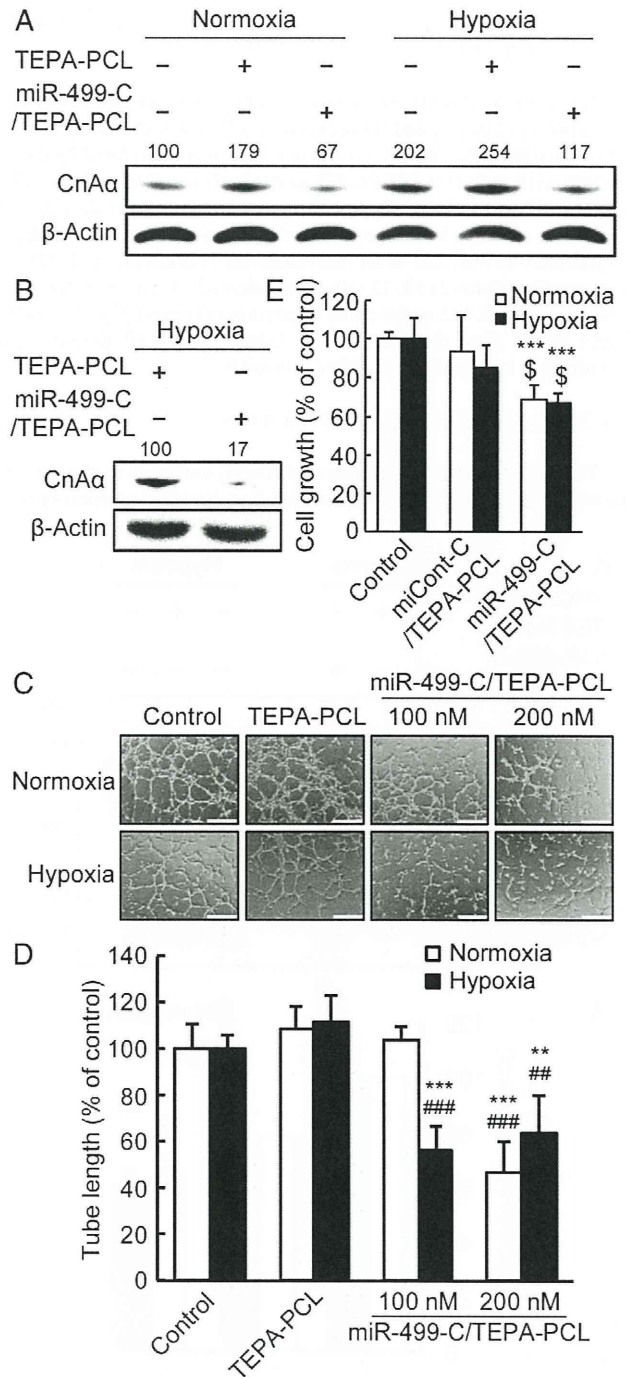 A
Normoxia Hypoxia
TEPA-PCL – + – – + –
miR-499-C
/TEPA-PCL – – + – – +
100 179 67 202 254 117
CnAα
β-Actin
B
Hypoxia
TEPA-PCL + –
miR-499-C
/TEPA-PCL – +
100 17
CnAα
β-Actin
E
Normoxia
Hypoxia
Cell growth (% of control)
120
100
80
60
40
20
0
*** ***
$ $
Control
miCont-C
/TEPA-PCL
miR-499-C
/TEPA-PCL
C
miR-499-C/TEPA-PCL
Control TEPA-PCL 100 nM 200 nM
Normoxia
Hypoxia
D
Normoxia
Hypoxia
Tube length (% of control)
140
120
100
80
60
40
20
0
***
###
***
###
**
##
Control
TEPA-PCL
100 nM 200 nM
miR-499-C/TEPA-PCL